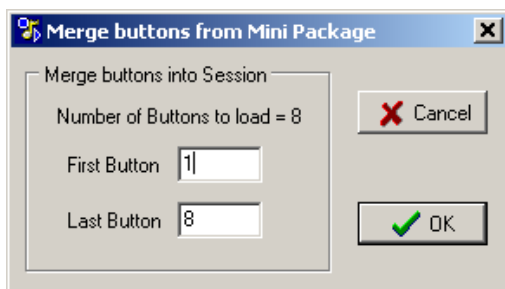 Merge buttons from Mini Package
Merge buttons into Session
Number of Buttons to load = 8
First Button 1
Last Button 8
Cancel
OK